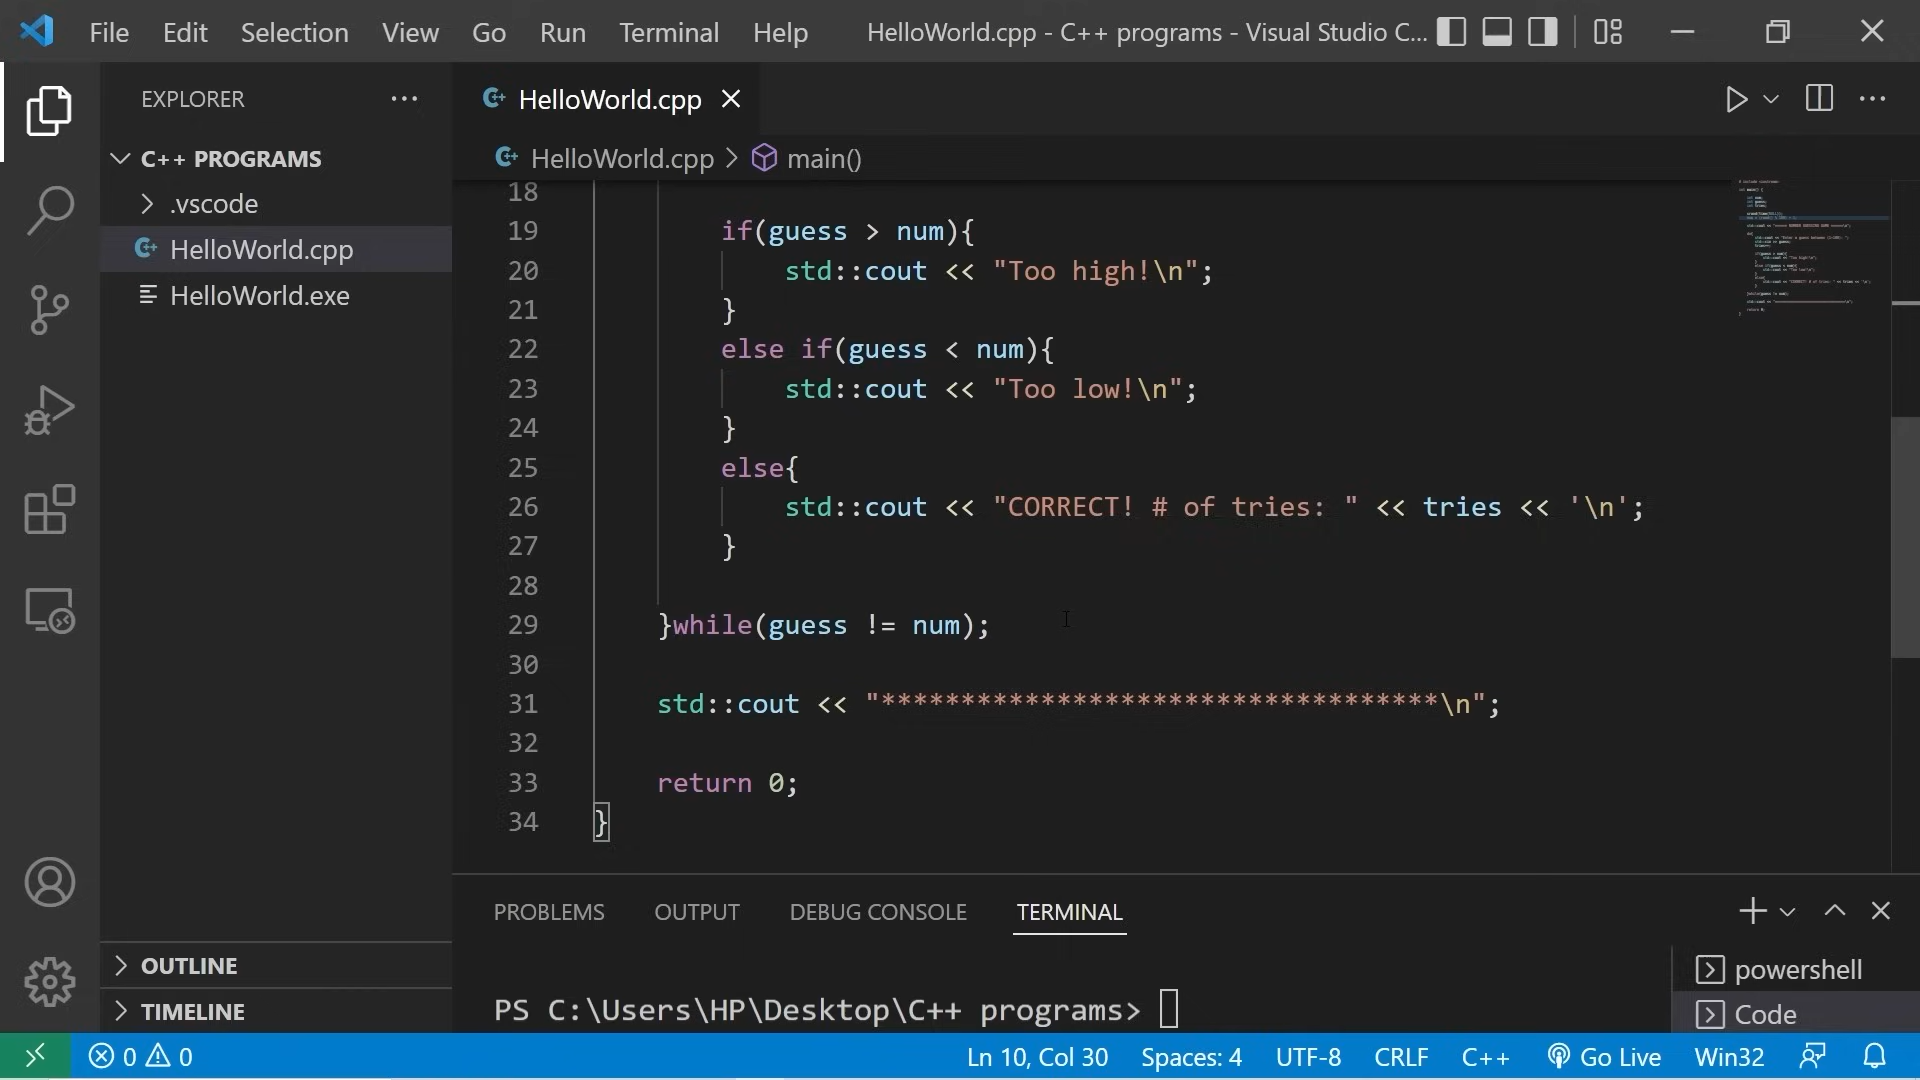 File Edit Selection View Go Run Terminal Help HelloWorld.cpp - C++ programs - Visual Studio C...
EXPLORER
C++ PROGRAMS
.vscode
HelloWorld.cpp
HelloWorld.exe
OUTLINE
TIMELINE
HelloWorld.cpp
HelloWorld.cpp > main()
18
19 if(guess > num){
20 std::cout << "Too high!\n";
21 }
22 else if(guess < num){
23 std::cout << "Too low!\n";
24 }
25 else{
26 std::cout << "CORRECT! # of tries: " << tries << '\n';
27 }
28
29 }while(guess != num);
30
31 std::cout << "***********************************\n";
32
33 return 0;
34 }
PROBLEMS OUTPUT DEBUG CONSOLE TERMINAL
PS C:\Users\HP\Desktop\C++ programs>
powershell
Code
0 0 Ln 10, Col 30 Spaces: 4 UTF-8 CRLF C++ Go Live Win32